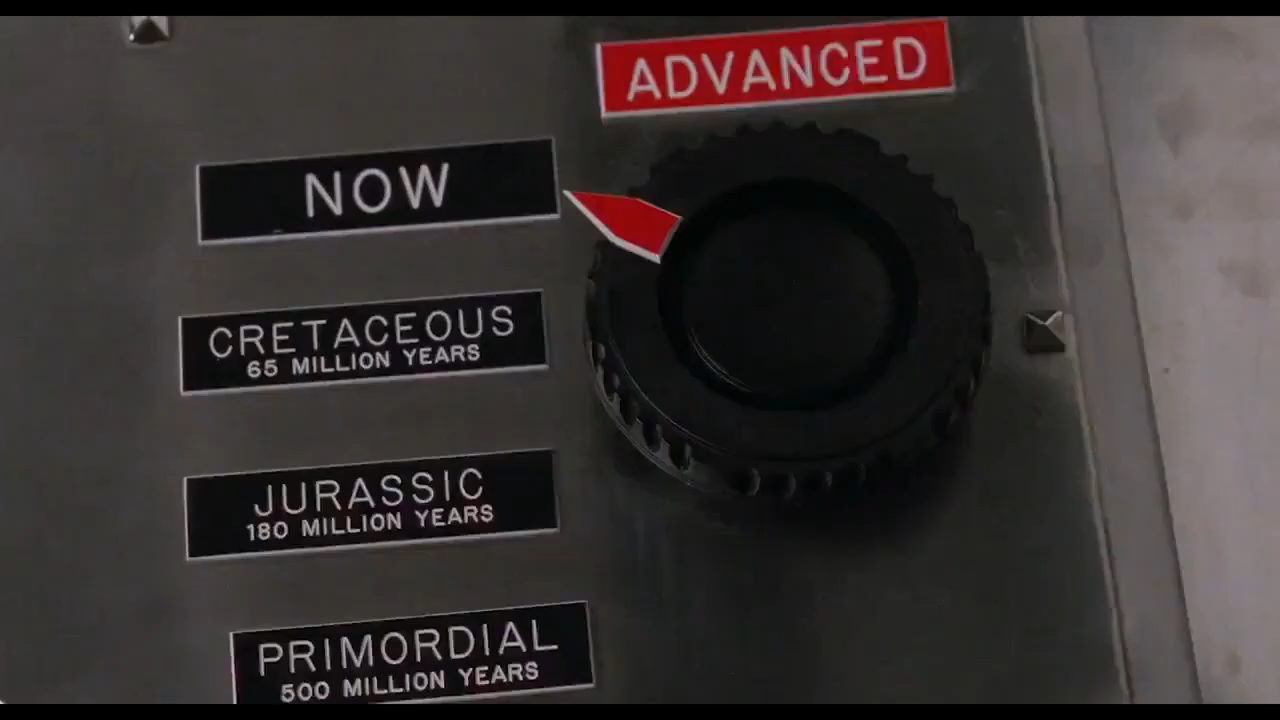 ADVANCED
NOW
CRETACEOUS
65 MILLION YEARS
JURASSIC
180 MILLION YEARS
PRIMORDIAL
500 MILLION YEARS